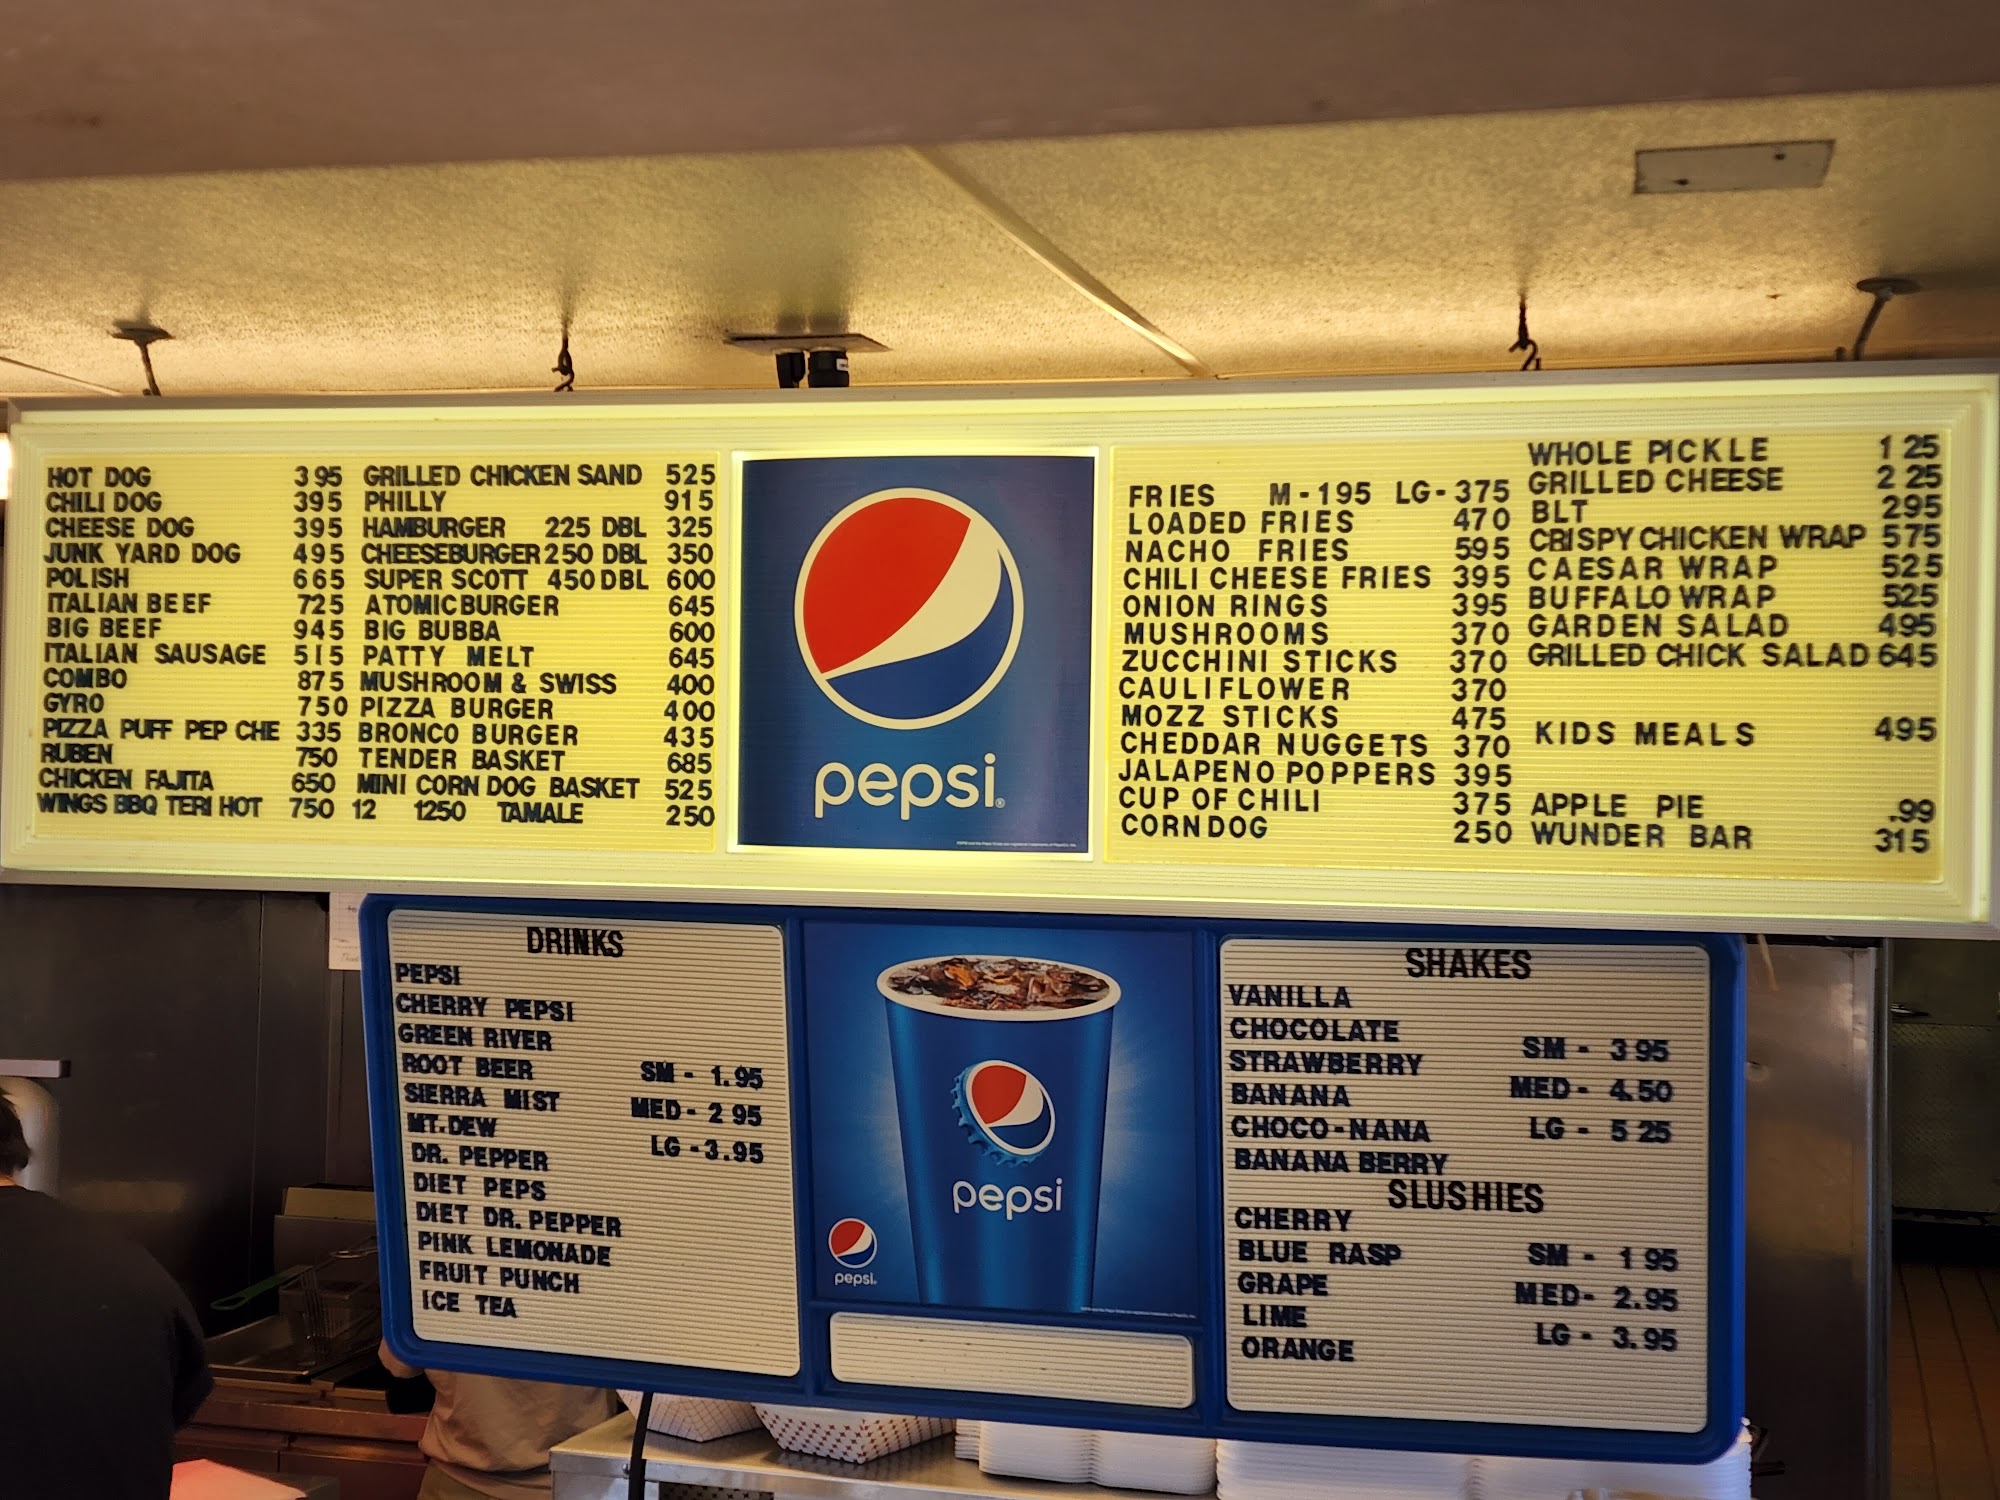 HOT DOG 395
CHILI DOG 395
CHEESE DOG 395
JUNK YARD DOG 495
POLISH 665
ITALIAN BEEF 725
BIG BEEF 945
ITALIAN SAUSAGE 515
COMBO 875
GYRO 750
PIZZA PUFF PEP CHE 335
RUBEN 750
CHICKEN FAJITA 650
WINGS BBQ TERI HOT 750 12 1250 TAMALE 250
GRILLED CHICKEN SAND 525
PHILLY 915
HAMBURGER 225 DBL 325
CHEESEBURGER 250 DBL 350
SUPER SCOTT 450 DBL 600
ATOMIC BURGER 645
BIG BUBBA 600
PATTY MELT 645
MUSHROOM & SWISS 400
PIZZA BURGER 400
BRONCO BURGER 435
TENDER BASKET 685
MINI CORN DOG BASKET 525
pepsi
FRIES M-195 LG-375
LOADED FRIES 470
NACHO FRIES 595
CHILI CHEESE FRIES 395
ONION RINGS 395
MUSHROOMS 370
ZUCCHINI STICKS 370
CAULIFLOWER 370
MOZZ STICKS 475
CHEDDAR NUGGETS 370
JALAPENO POPPERS 395
CUP OF CHILI 375
CORN DOG 250
WHOLE PICKLE 1 25
GRILLED CHEESE 2 25
BLT 295
CRISPY CHICKEN WRAP 575
CAESAR WRAP 525
BUFFALO WRAP 525
GARDEN SALAD 495
GRILLED CHICK SALAD 645
KIDS MEALS 495
APPLE PIE .99
WUNDER BAR 315
DRINKS
PEPSI
CHERRY PEPSI
GREEN RIVER
ROOT BEER
SIERRA MIST
MT. DEW
DR. PEPPER
DIET PEPS
DIET DR. PEPPER
PINK LEMONADE
FRUIT PUNCH
ICE TEA
SM - 1.95
MED - 2 95
LG - 3.95
pepsi
pepsi
SHAKES
VANILLA
CHOCOLATE
STRAWBERRY
BANANA
CHOCO-NANA
BANANA BERRY
SM - 3 95
MED - 4.50
LG - 5 25
SLUSHIES
CHERRY
BLUE RASP
GRAPE
LIME
ORANGE
SM - 1 95
MED - 2.95
LG - 3.95